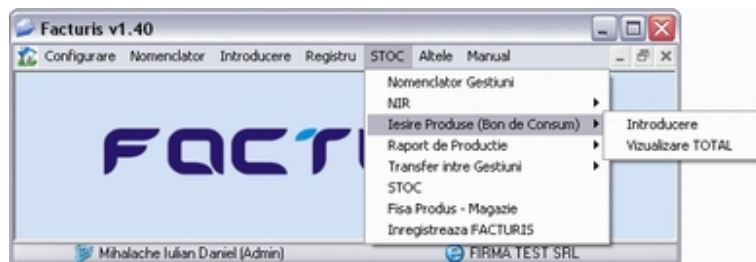 Facturis v1.40
Configurare Nomenclator Introducere Registru STOC Altele Manual
Nomenclator Gestiuni
NIR
Iesire Produse (Bon de Consum)
Introducere
Vizualizare TOTAL
Raport de Productie
Transfer intre Gestiuni
STOC
Fisa Produs - Magazie
Inregistreaza FACTURIS
FACT
Mihalache Iulian Daniel (Admin) FIRMA TEST SRL